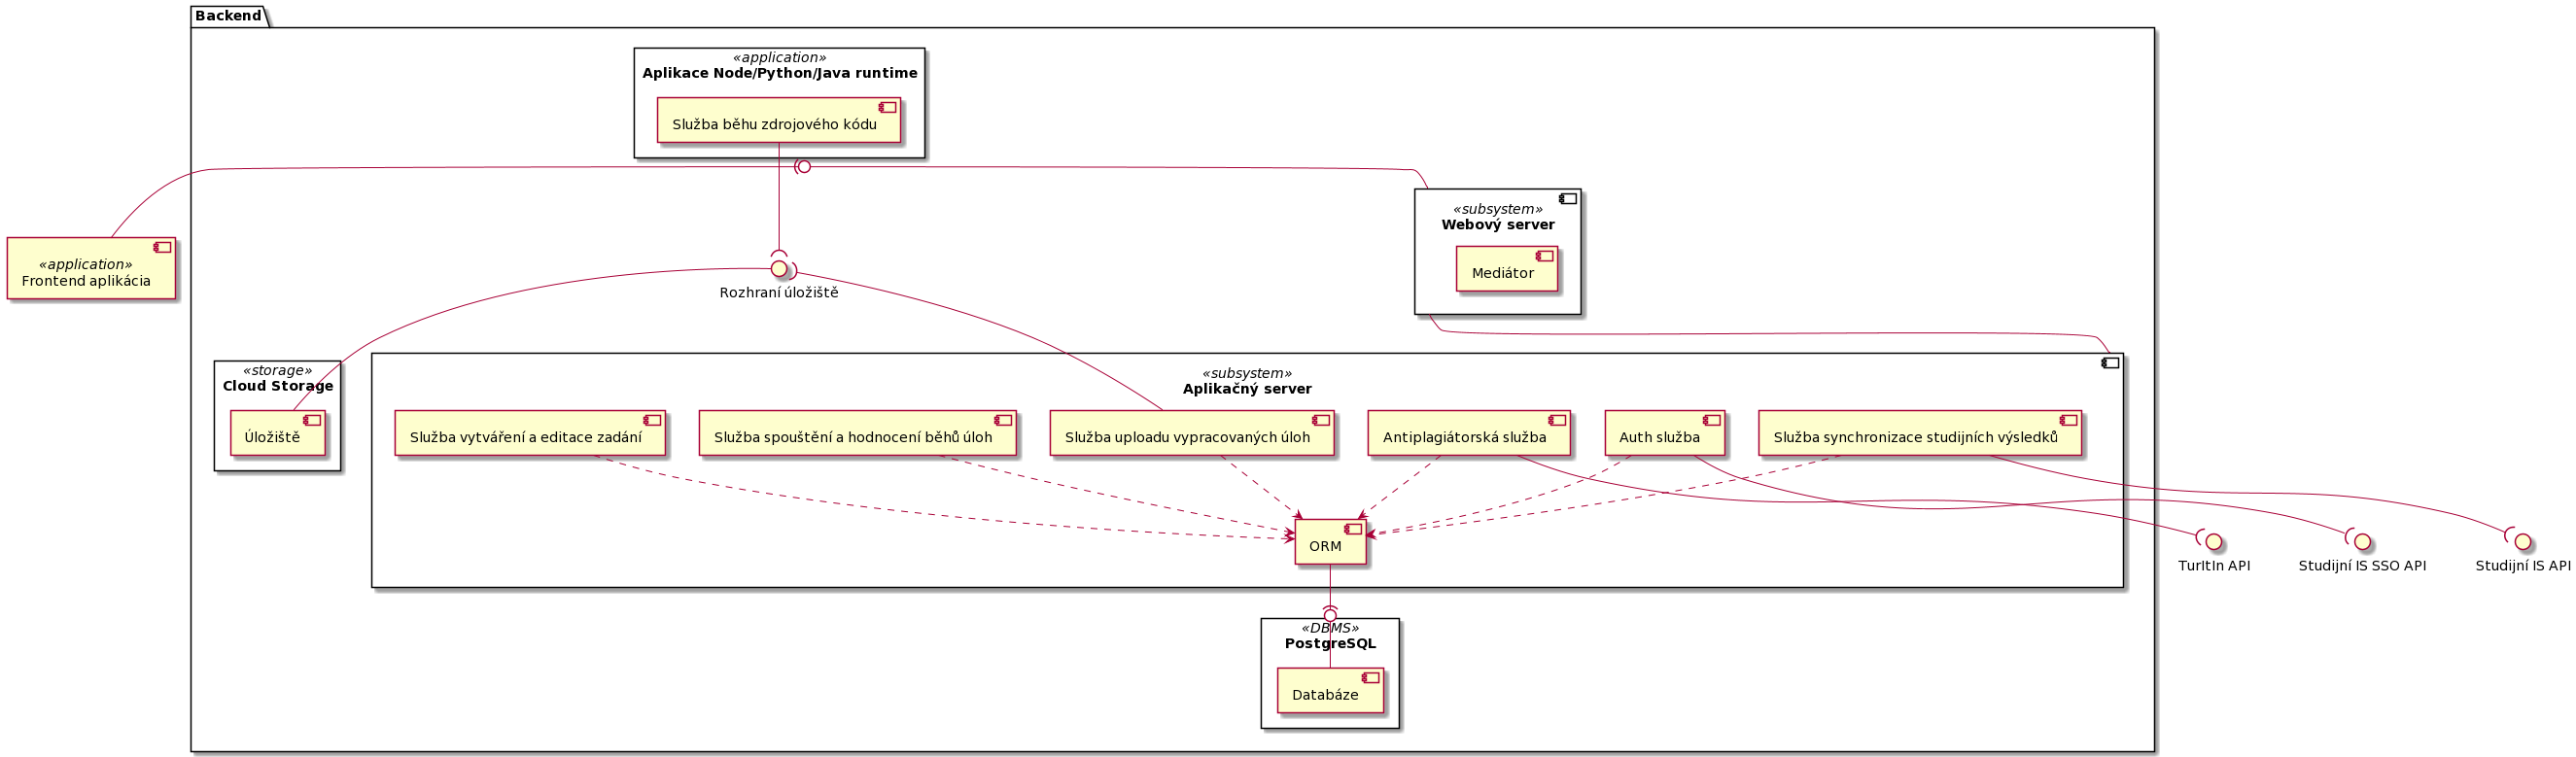 Backend
«application»
Aplikace Node/Python/Java runtime
Služba běhu zdrojového kódu
«subsystem»
Webový server
Mediátor
«application»
Frontend aplikácia
Rozhraní úložiště
«storage»
Cloud Storage
Úložiště
«subsystem»
Aplikačný server
Služba vytváření a editace zadání
Služba spouštění a hodnocení běhů úloh
Služba uploadu vypracovaných úloh
Antiplagiátorská služba
Auth služba
Služba synchronizace studijních výsledků
ORM
TurItIn API
Studijní IS SSO API
Studijní IS API
«DBMS»
PostgreSQL
Databáze